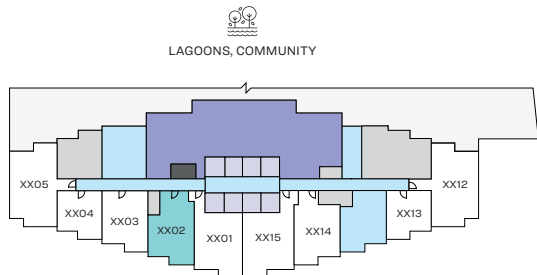 LAGOONS, COMMUNITY
XX05
XX12
XX04
XX03
XX02
XX01
XX15
XX14
XX13